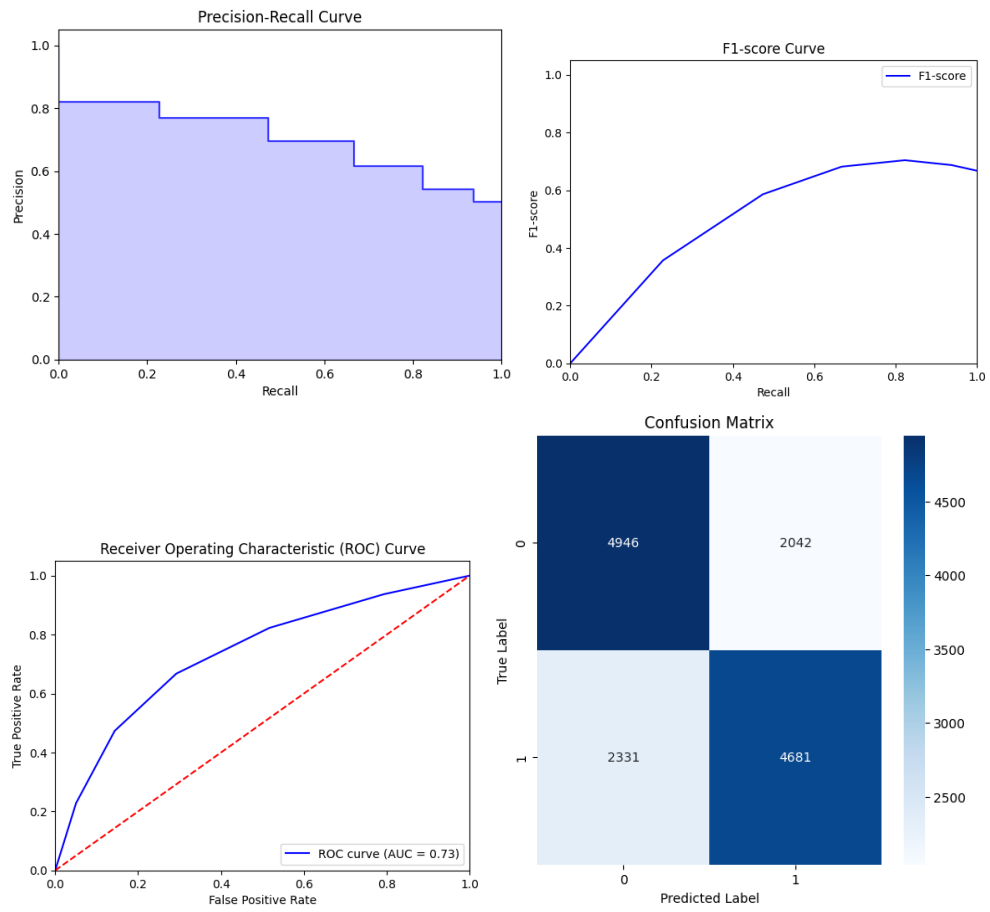 Precision-Recall Curve
1.0
0.8
0.6
0.4
0.2
0.0
Precision
0.0 0.2 0.4 0.6 0.8 1.0
Recall
F1-score Curve
F1-score
1.0
0.8
0.6
0.4
0.2
0.0
F1-score
0.0 0.2 0.4 0.6 0.8 1.0
Recall
Receiver Operating Characteristic (ROC) Curve
1.0
0.8
0.6
0.4
0.2
0.0
True Positive Rate
ROC curve (AUC = 0.73)
0.0 0.2 0.4 0.6 0.8 1.0
False Positive Rate
Confusion Matrix
True Label
0
4946 2042
1
2331 4681
0 1
Predicted Label
4500
4000
3500
3000
2500